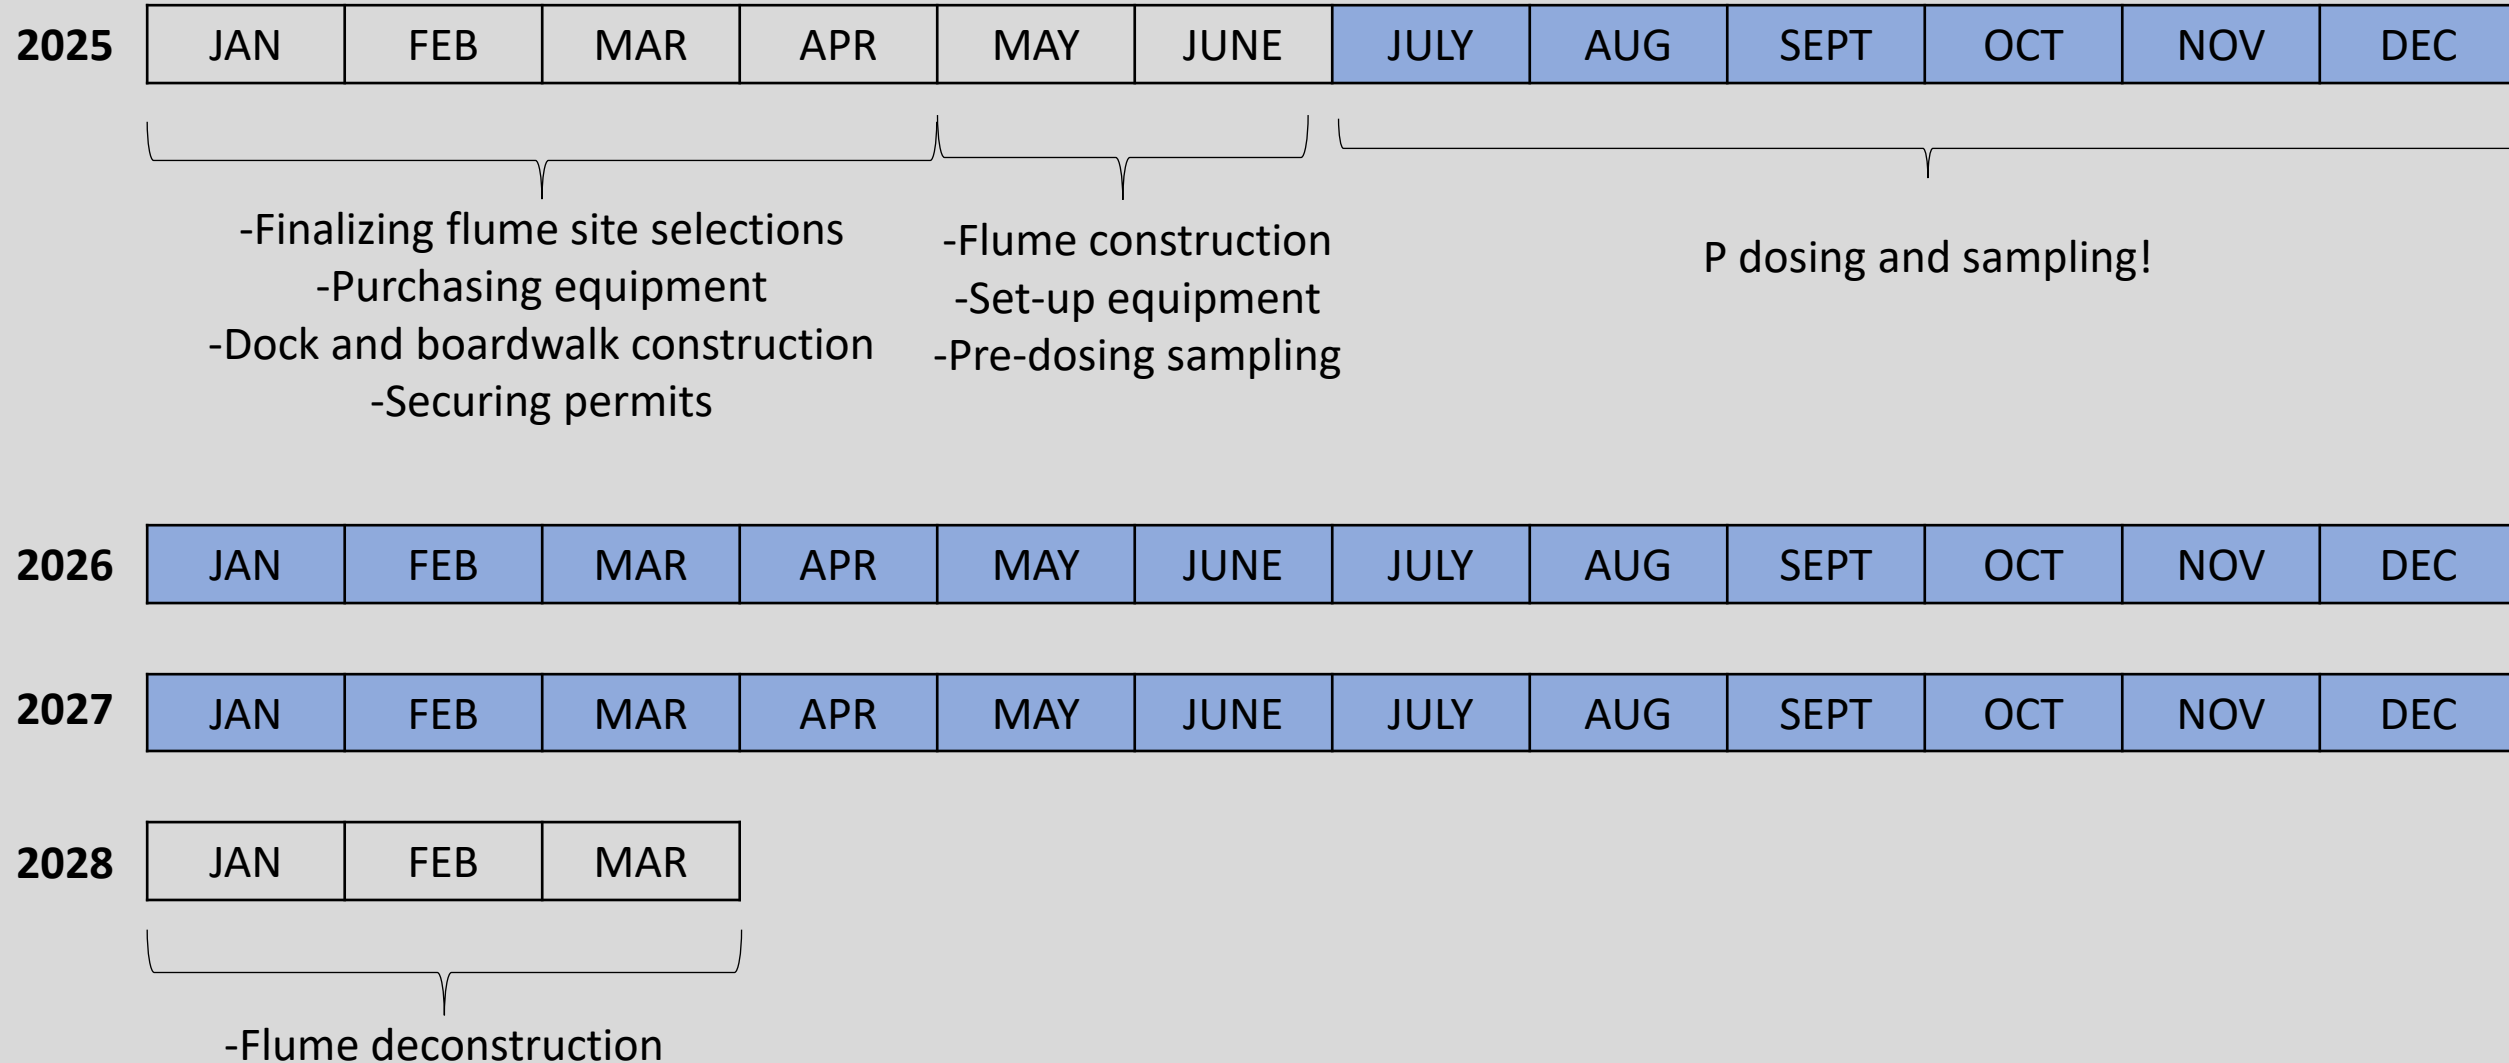 2025 JAN FEB MAR APR MAY JUNE JULY AUG SEPT OCT NOV DEC
-Finalizing flume site selections
-Purchasing equipment
-Dock and boardwalk construction
-Securing permits
-Flume construction
-Set-up equipment
-Pre-dosing sampling
P dosing and sampling!
2026 JAN FEB MAR APR MAY JUNE JULY AUG SEPT OCT NOV DEC
2027 JAN FEB MAR APR MAY JUNE JULY AUG SEPT OCT NOV DEC
2028 JAN FEB MAR
-Flume deconstruction